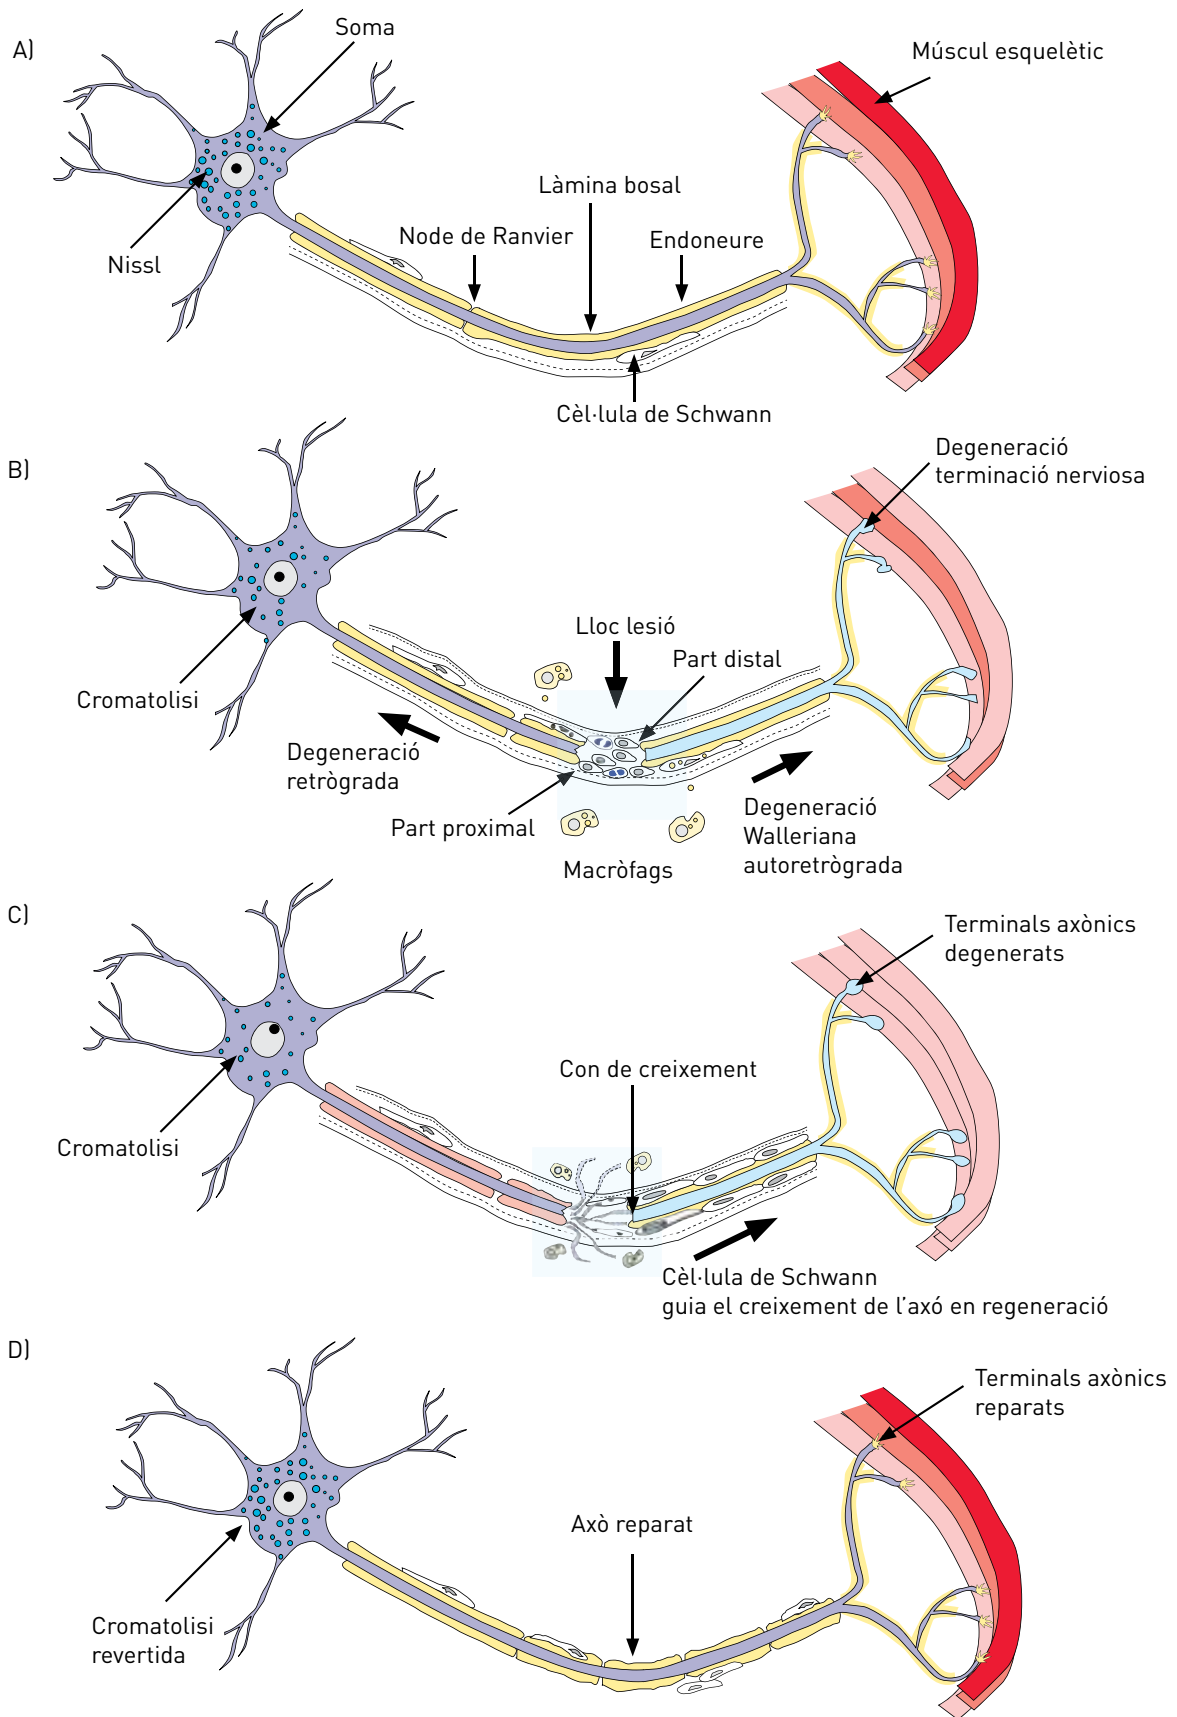 A)
Soma
Múscul esquelètic
Làmina bosal
Node de Ranvier
Endoneure
Nissl
Cèl·lula de Schwann
B)
Degeneració
terminació nerviosa
Lloc lesió
Part distal
Cromatolisi
Degeneració
retrògrada
Part proximal
Degeneració
Walleriana
autoretrògrada
Macròfags
C)
Terminals axònics
degenerats
Con de creixement
Cromatolisi
Cèl·lula de Schwann
guia el creixement de l'axó en regeneració
D)
Terminals axònics
reparats
Axò reparat
Cromatolisi
revertida